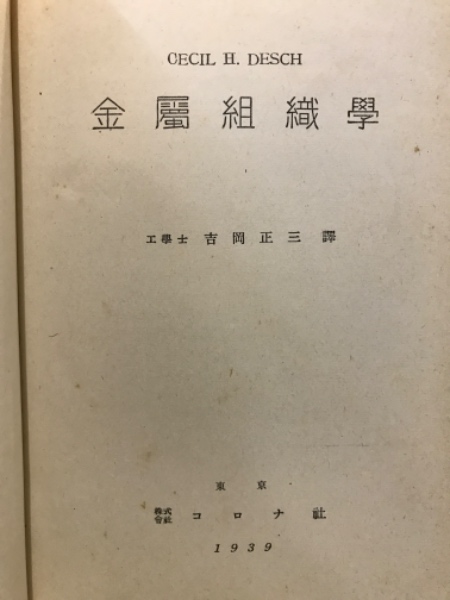 CECIL H. DESCH
金屬組織學
工學士 吉岡正三譯
東京
株式會社 コロナ社
1939